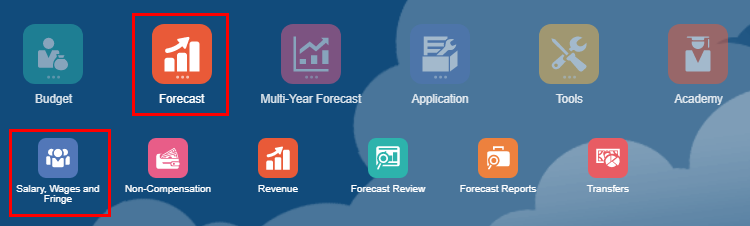 Budget
Forecast
Multi-Year Forecast
Application
Tools
Academy
Salary, Wages and
Fringe
Non-Compensation
Revenue
Forecast Review
Forecast Reports
Transfers